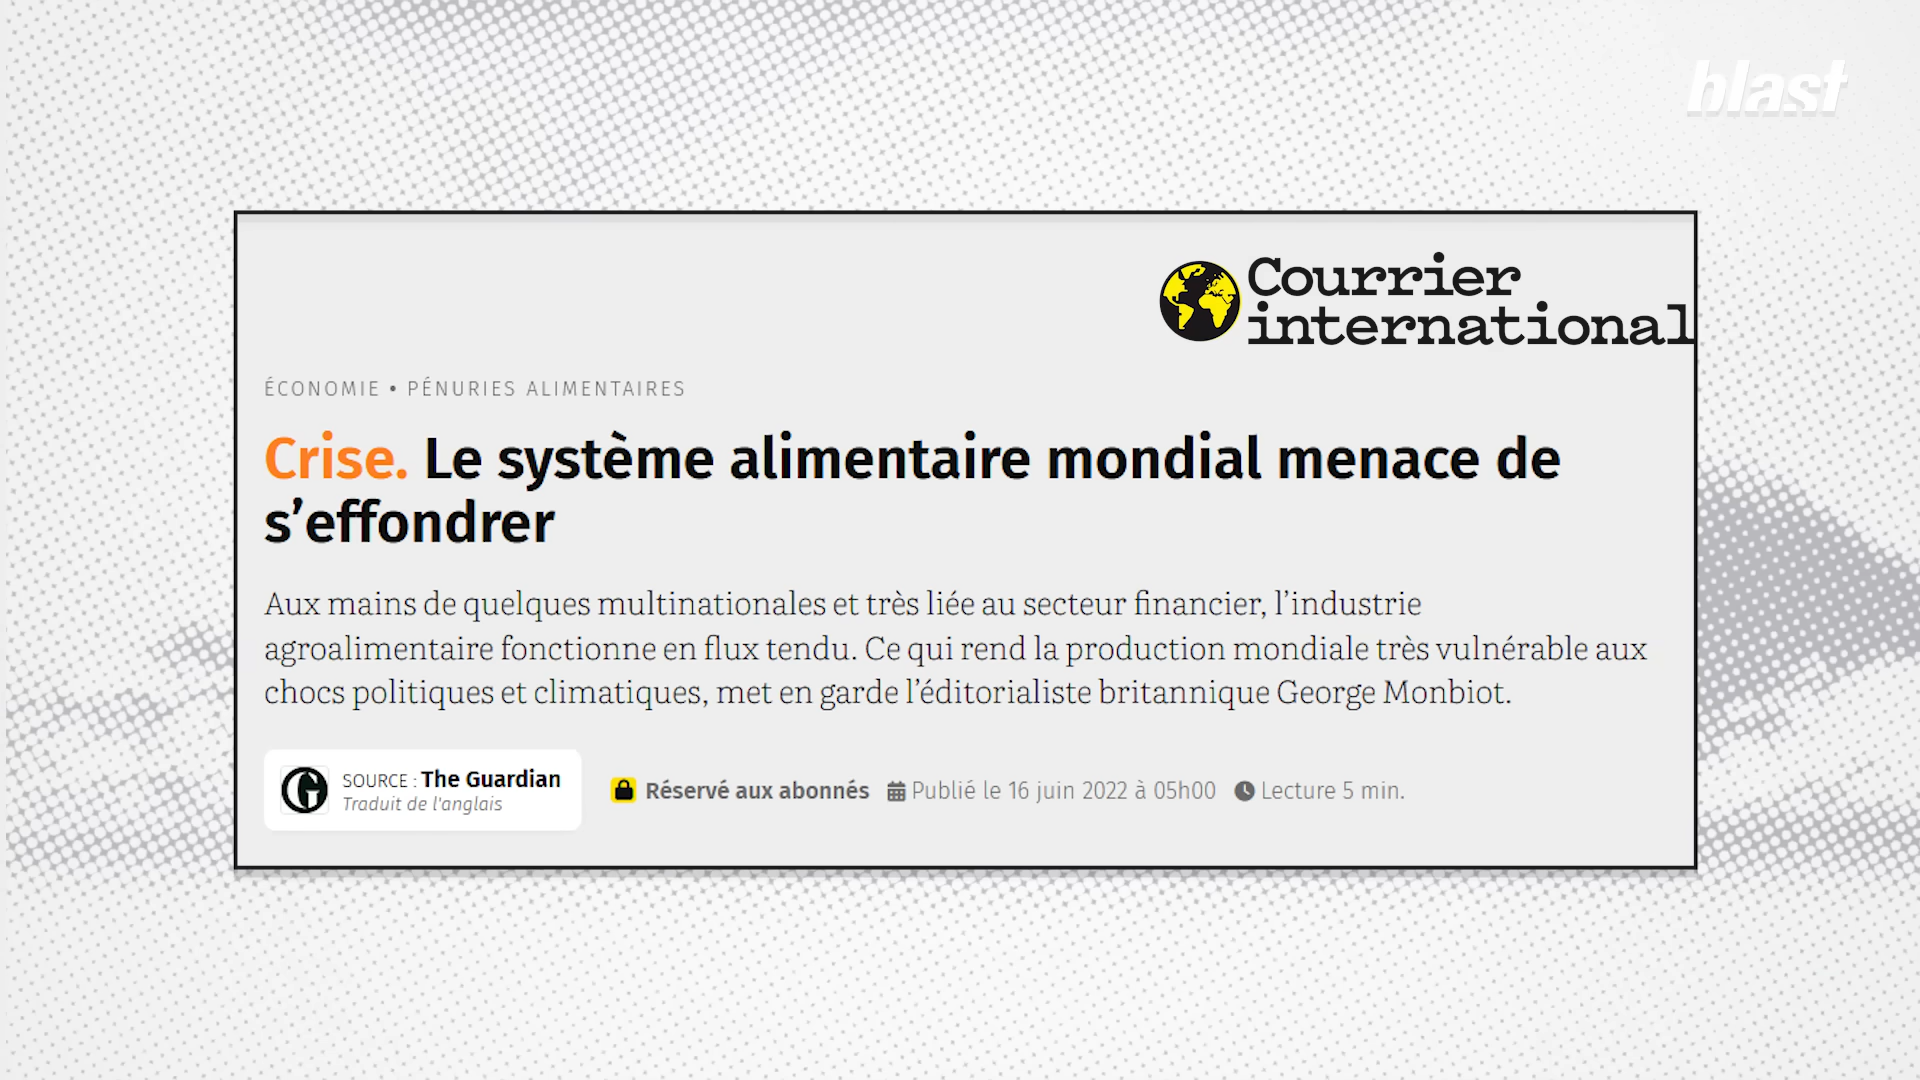 blast
Courrier
international
ÉCONOMIE • PÉNURIES ALIMENTAIRES
Crise. Le système alimentaire mondial menace de
s’effondrer
Aux mains de quelques multinationales et très liée au secteur financier, l’industrie
agroalimentaire fonctionne en flux tendu. Ce qui rend la production mondiale très vulnérable aux
chocs politiques et climatiques, met en garde l’éditorialiste britannique George Monbiot.
SOURCE : The Guardian
Traduit de l'anglais
Réservé aux abonnés Publié le 16 juin 2022 à 05h00 Lecture 5 min.